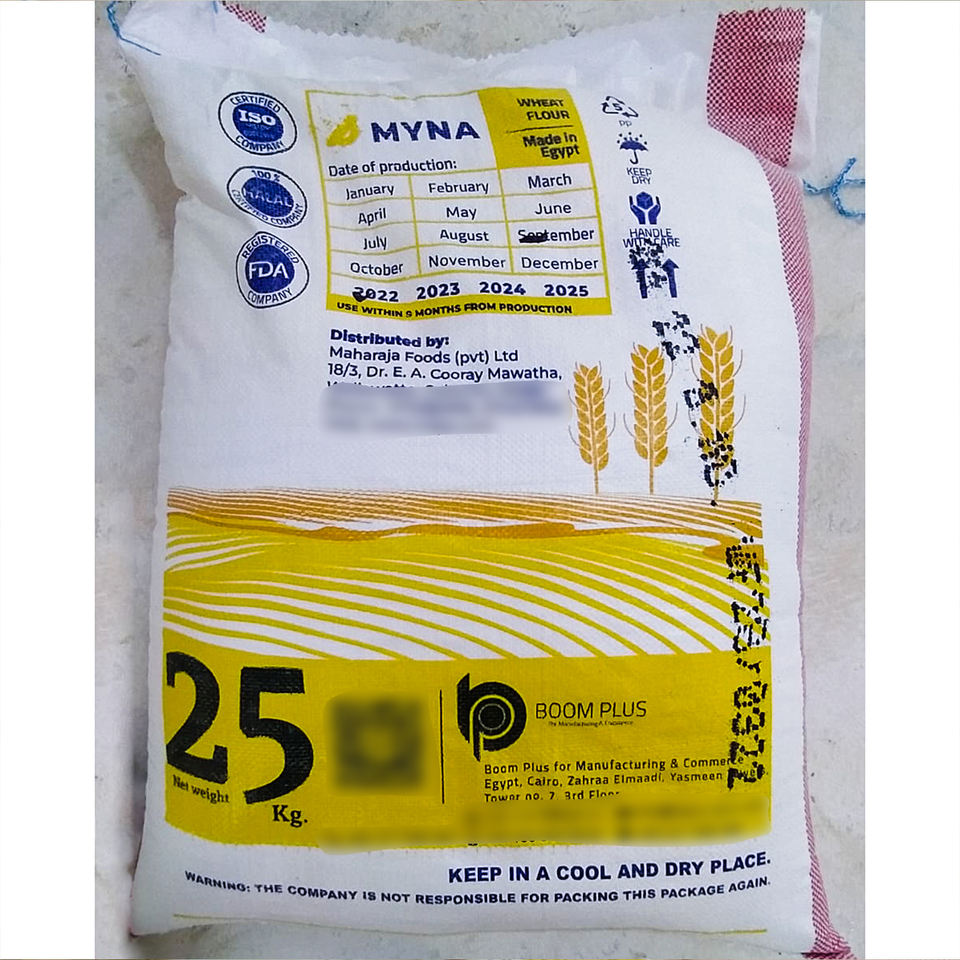 CERTIFIED
ISO
COMPANY
100 %
HALAL
CERTIFIED COMPANY
REGISTERED
FDA
COMPANY
MYNA
WHEAT
FLOUR
Made in
Egypt
Date of production:
January February March
April May June
July August September
October November December
2022 2023 2024 2025
USE WITHIN 9 MONTHS FROM PRODUCTION
5
PP
KEEP
DRY
HANDLE
WITH CARE
Distributed by:
Maharaja Foods (pvt) Ltd
18/3, Dr. E. A. Cooray Mawatha,
25
Net weight
Kg.
BOOM PLUS
For Manufacturing & Commerce
Boom Plus for Manufacturing & Commerce
Egypt, Cairo, Zahraa Elmaadi, Yasmeen
Tower no. 7, 3rd Floor
KEEP IN A COOL AND DRY PLACE.
WARNING: THE COMPANY IS NOT RESPONSIBLE FOR PACKING THIS PACKAGE AGAIN.